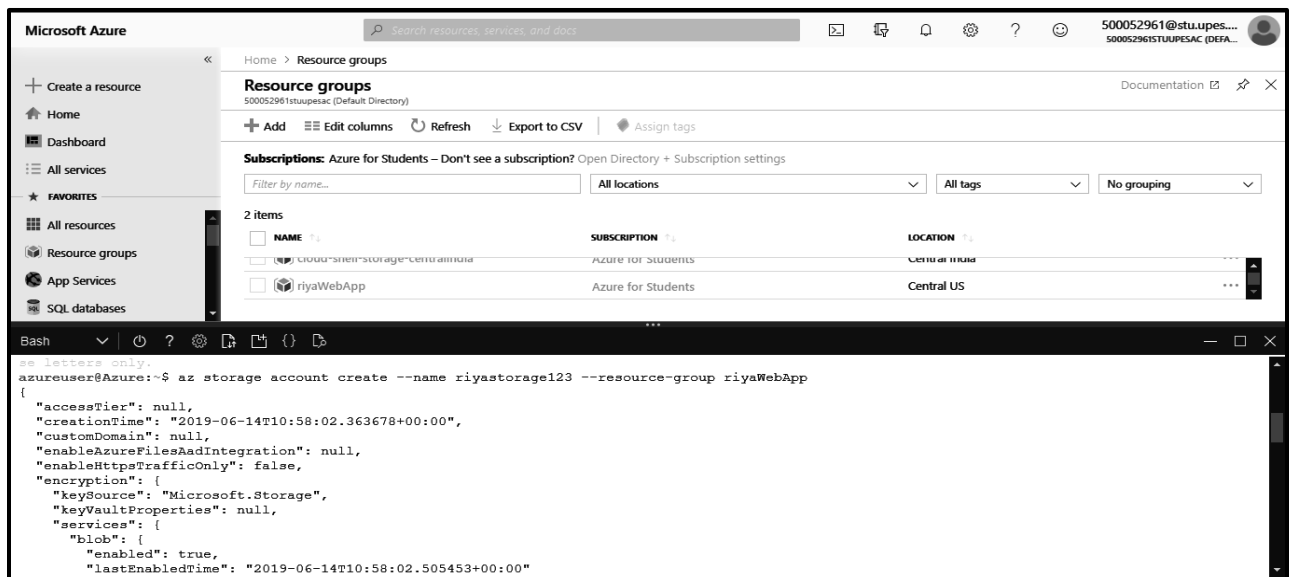 Microsoft Azure
Search resources, services, and docs
500052961@stu.upes....
500052961STUUPESAC (DEFA...
«
Create a resource
Home
Dashboard
All services
FAVORITES
All resources
Resource groups
App Services
SQL databases
Home > Resource groups
Resource groups
500052961stuupesac (Default Directory)
Documentation
Add Edit columns Refresh Export to CSV Assign tags
Subscriptions: Azure for Students – Don't see a subscription? Open Directory + Subscription settings
Filter by name... All locations All tags No grouping
2 items
NAME SUBSCRIPTION LOCATION
cloud-shell-storage-centralindia Azure for Students Central India ...
riyaWebApp Azure for Students Central US ...
Bash ? {}
se letters only.
azureuser@Azure:~$ az storage account create --name riyastorage123 --resource-group riyaWebApp
{
"accessTier": null,
"creationTime": "2019-06-14T10:58:02.363678+00:00",
"customDomain": null,
"enableAzureFilesAadIntegration": null,
"enableHttpsTrafficOnly": false,
"encryption": {
"keySource": "Microsoft.Storage",
"keyVaultProperties": null,
"services": {
"blob": {
"enabled": true,
"lastEnabledTime": "2019-06-14T10:58:02.505453+00:00"